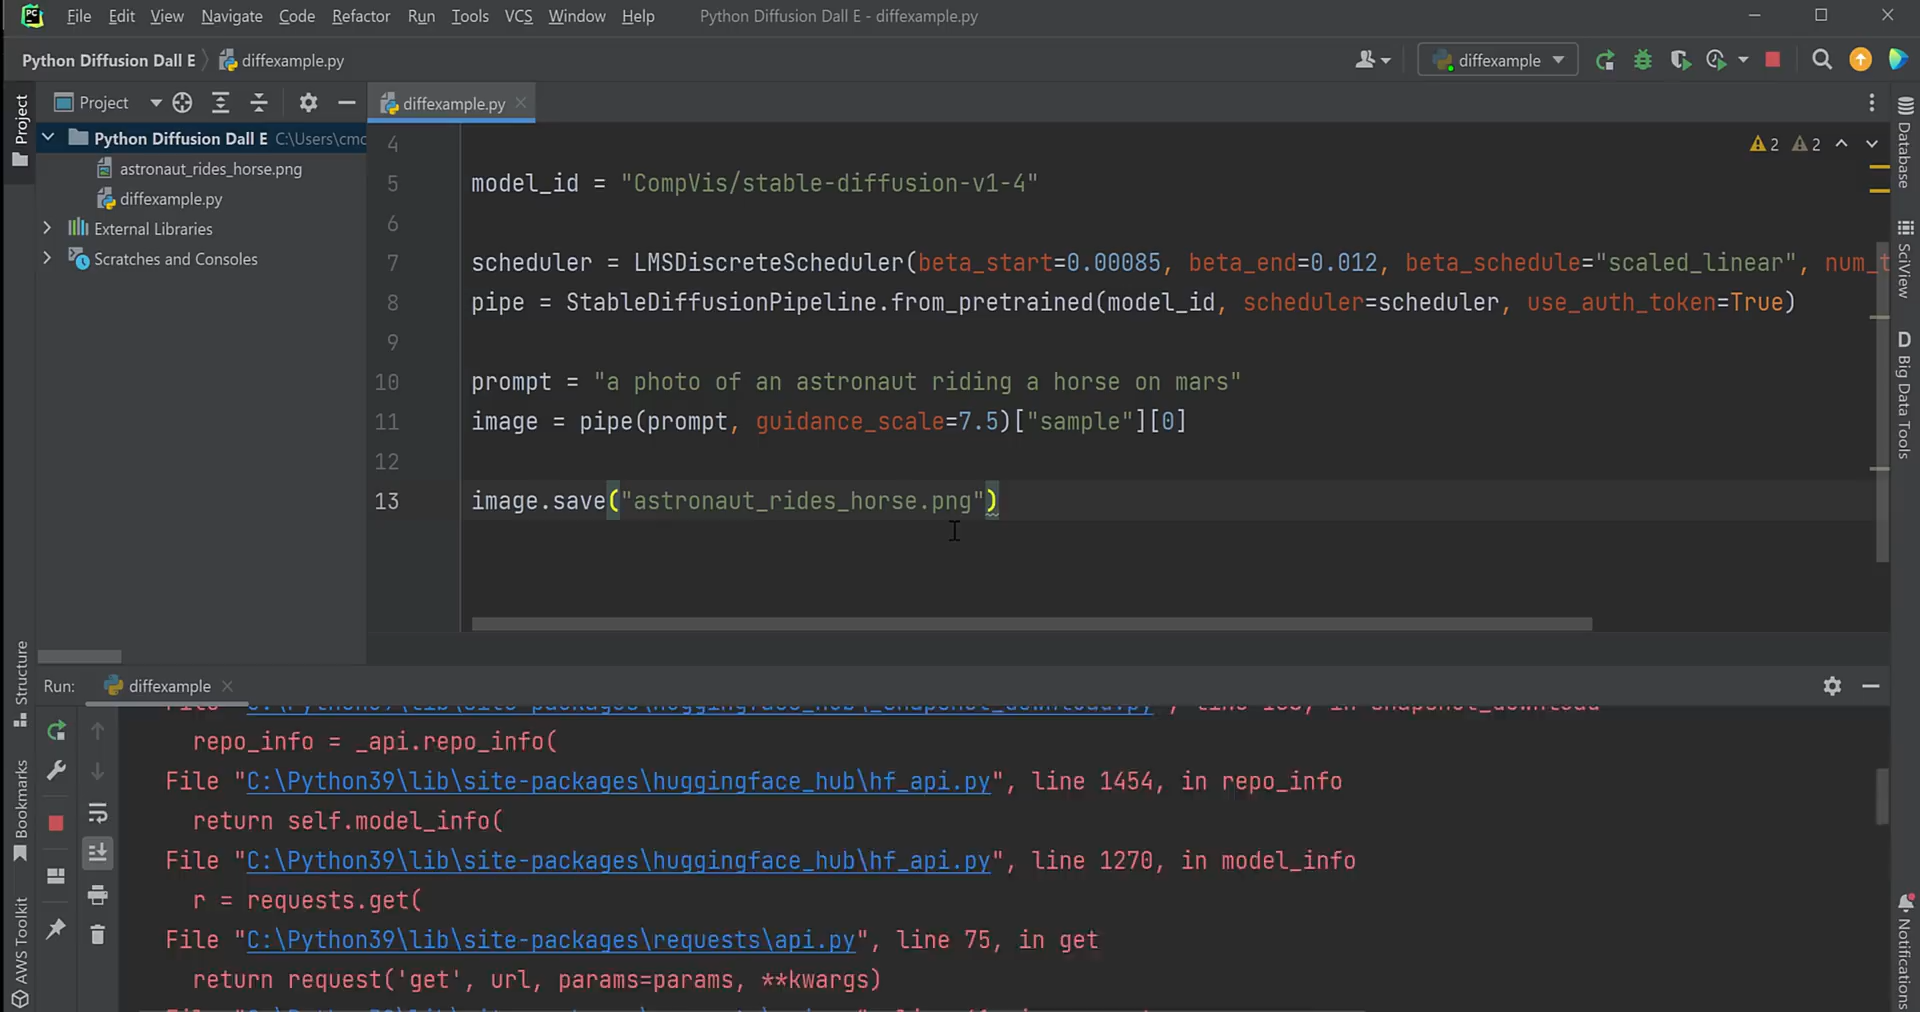 PC File Edit View Navigate Code Refactor Run Tools VCS Window Help Python Diffusion Dall E - diffexample.py
Python Diffusion Dall E diffexample.py diffexample
Project diffexample.py
Python Diffusion Dall E C:\Users\cmc
astronaut_rides_horse.png
diffexample.py
External Libraries
Scratches and Consoles
Project
Structure
Bookmarks
AWS Toolkit
4
5 model_id = "CompVis/stable-diffusion-v1-4"
6
7 scheduler = LMSDiscreteScheduler(beta_start=0.00085, beta_end=0.012, beta_schedule="scaled_linear", num_t
8 pipe = StableDiffusionPipeline.from_pretrained(model_id, scheduler=scheduler, use_auth_token=True)
9
10 prompt = "a photo of an astronaut riding a horse on mars"
11 image = pipe(prompt, guidance_scale=7.5)["sample"][0]
12
13 image.save("astronaut_rides_horse.png")
2 2
Database
SciView
D Big Data Tools
Notifications
Run: diffexample
repo_info = _api.repo_info(
File "C:\Python39\lib\site-packages\huggingface_hub\hf_api.py", line 1454, in repo_info
return self.model_info(
File "C:\Python39\lib\site-packages\huggingface_hub\hf_api.py", line 1270, in model_info
r = requests.get(
File "C:\Python39\lib\site-packages\requests\api.py", line 75, in get
return request('get', url, params=params, **kwargs)